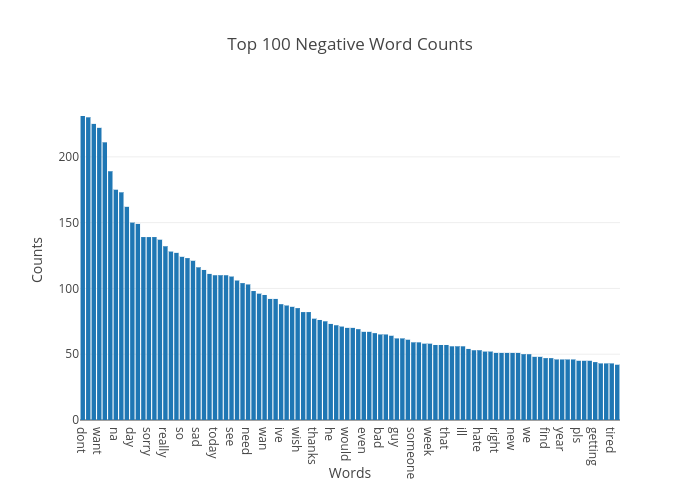 Top 100 Negative Word Counts
200
150
100
50
0
Counts
dont
want
na
day
sorry
really
so
sad
today
see
need
wan
ive
wish
thanks
he
would
even
bad
guy
someone
week
that
ill
hate
right
new
we
find
year
pls
getting
tired
Words